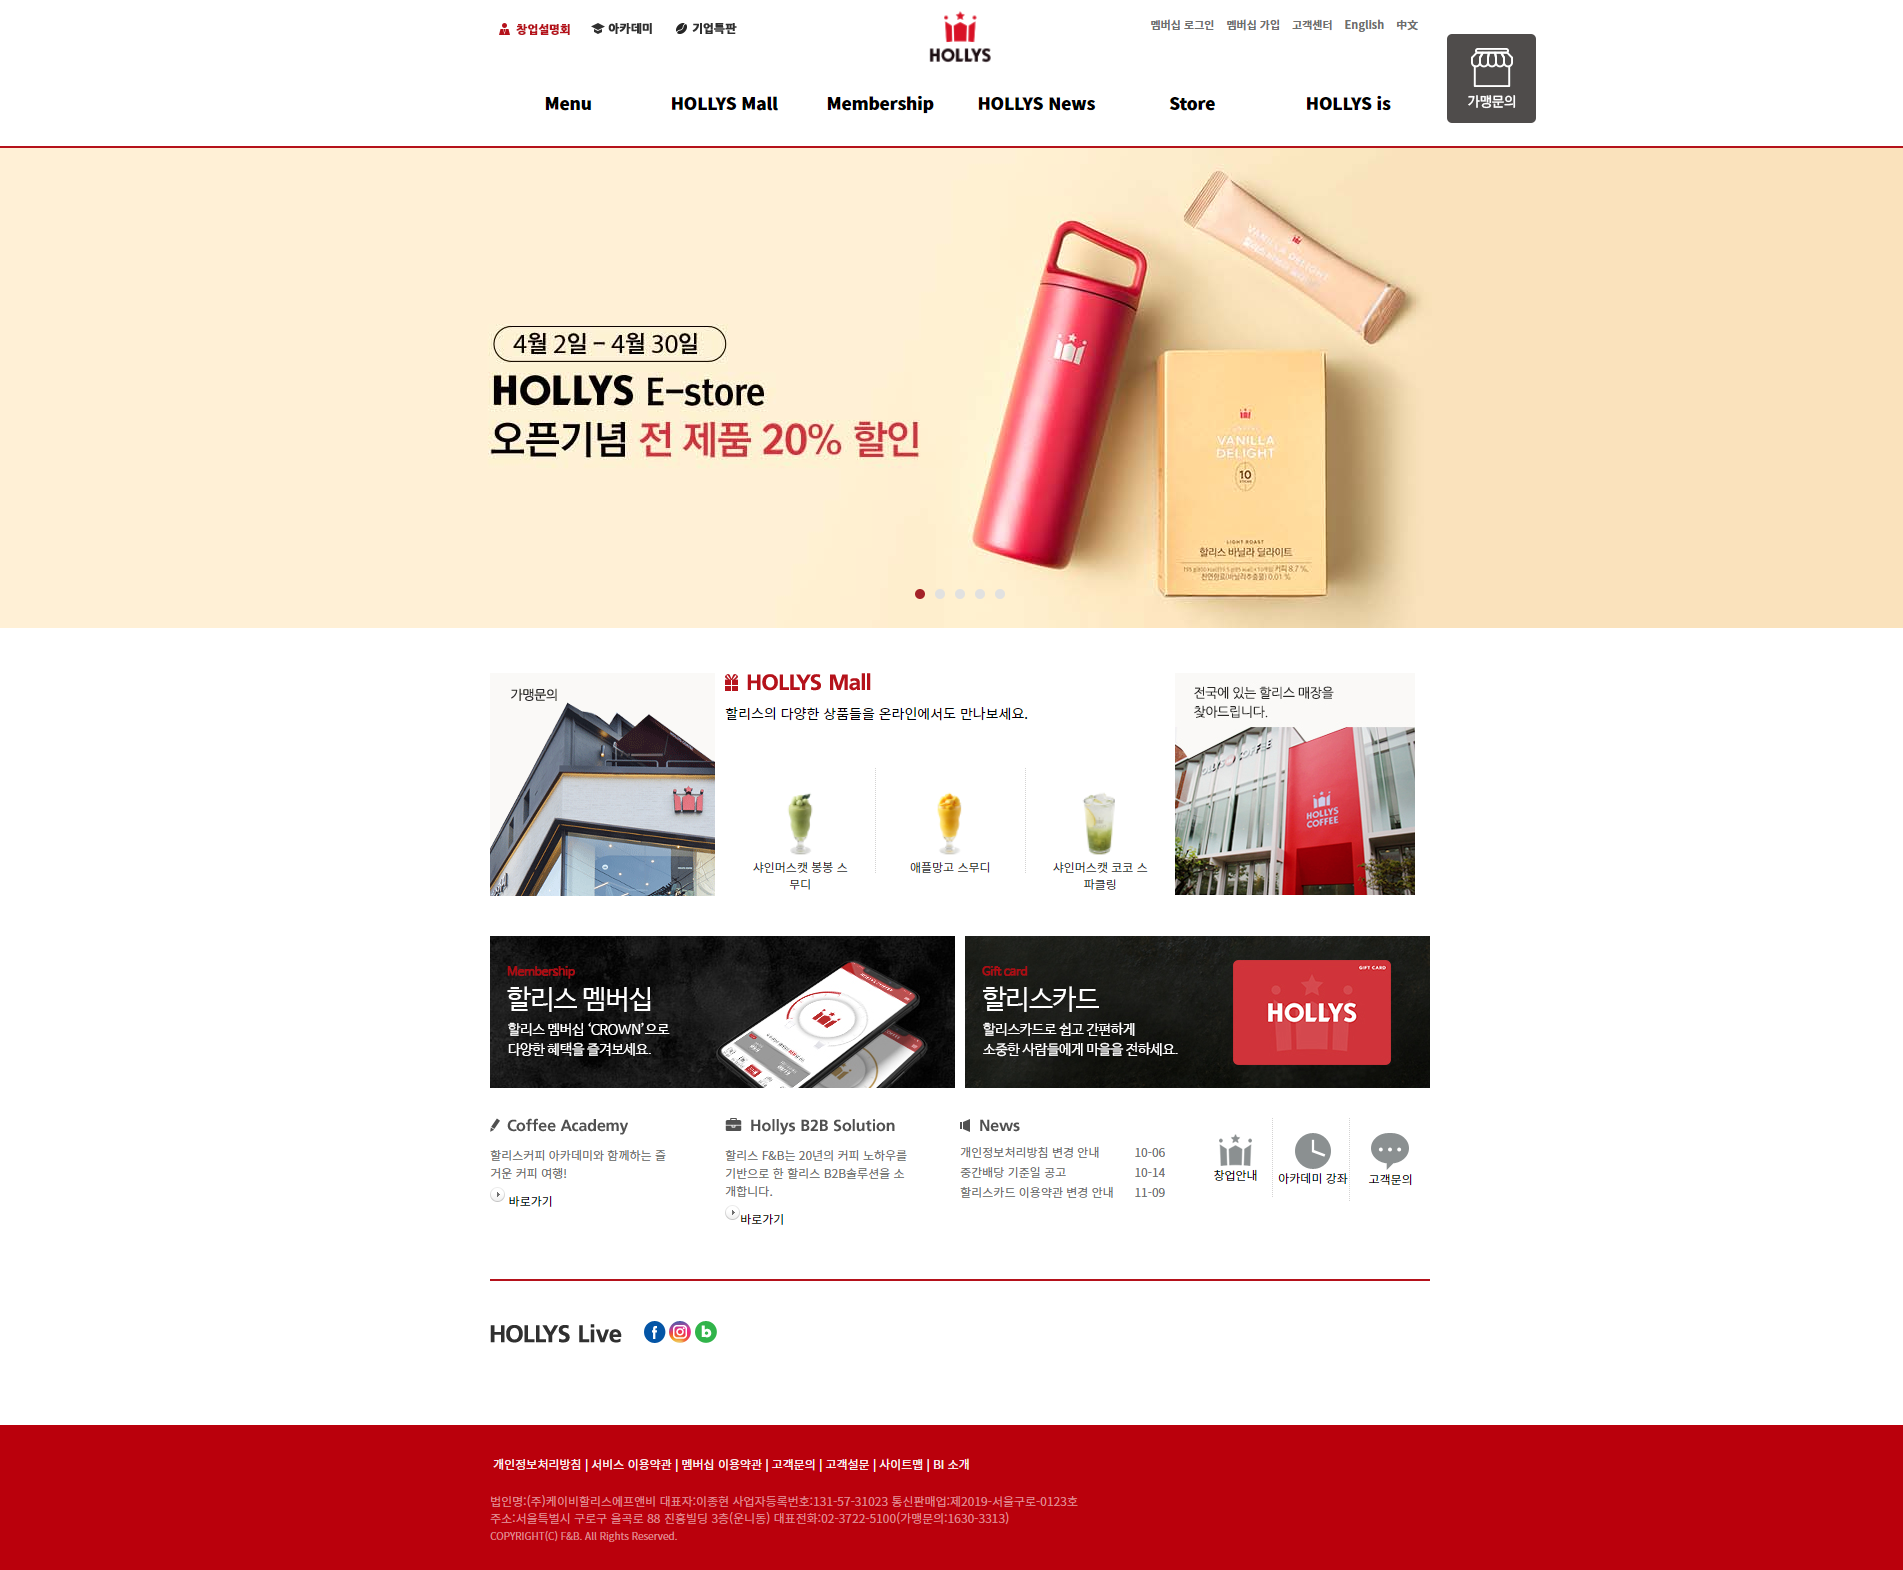 창업설명회 아카데미 기업특판
HOLLYS
멤버십 로그인 멤버십 가입 고객센터 English 中文
가맹문의
Menu HOLLYS Mall Membership HOLLYS News Store HOLLYS is
VANILLA DELIGHT
할리스 바닐라 딜라이트
4월 2일 – 4월 30일
HOLLYS E-store
오픈기념 전 제품 20% 할인
VANILLA
DELIGHT
10
LIGHT ROAST
할리스 바닐라 딜라이트
가맹문의
HOLLYS Mall
할리스의 다양한 상품들을 온라인에서도 만나보세요.
샤인머스캣 봉봉 스
무디
애플망고 스무디
샤인머스캣 코코 스
파클링
전국에 있는 할리스 매장을
찾아드립니다.
HOLLYS COFFEE
HOLLYS
COFFEE
Membership
할리스 멤버십
할리스 멤버십 ‘CROWN’으로
다양한 혜택을 즐겨보세요.
Gift card
할리스카드
할리스카드로 쉽고 간편하게
소중한 사람들에게 마을을 전하세요.
GIFT CARD
HOLLYS
Coffee Academy
할리스커피 아카데미와 함께하는 즐
거운 커피 여행!
바로가기
Hollys B2B Solution
할리스 F&B는 20년의 커피 노하우를
기반으로 한 할리스 B2B솔루션을 소
개합니다.
바로가기
News
개인정보처리방침 변경 안내 10-06
중간배당 기준일 공고 10-14
할리스카드 이용약관 변경 안내 11-09
창업안내
아카데미 강좌
고객문의
HOLLYS Live
개인정보처리방침 | 서비스 이용약관 | 멤버십 이용약관 | 고객문의 | 고객설문 | 사이트맵 | BI 소개
법인명:(주)케이비할리스에프앤비 대표자:이종현 사업자등록번호:131-57-31023 통신판매업:제2019-서울구로-0123호
주소:서울특벌시 구로구 율곡로 88 진흥빌딩 3층(운니동) 대표전화:02-3722-5100(가맹문의:1630-3313)
COPYRIGHT(C) F&B. All Rights Reserved.